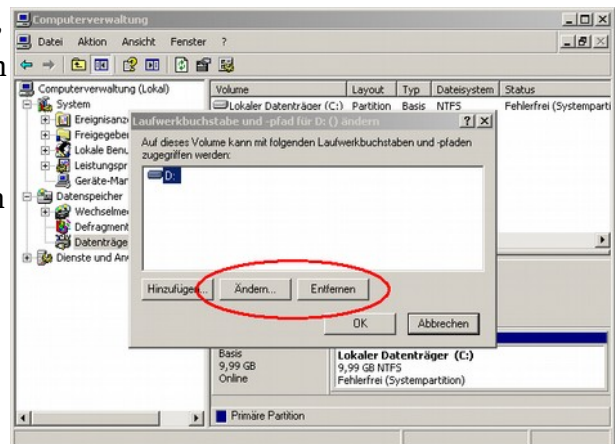 Computerverwaltung
Datei Aktion Ansicht Fenster ?
Computerverwaltung (Lokal)
System
Ereignisanz
Freigegeben
Lokale Benu
Leistungspr
Geräte-Man
Datenspeicher
Wechselme
Defragment
Datenträge
Dienste und An
Volume Layout Typ Dateisystem Status
Lokaler Datenträger (C:) Partition Basis NTFS Fehlerfrei (Systemparti
Laufwerkbuchstabe und -pfad für D: () ändern
Auf dieses Volume kann mit folgenden Laufwerkbuchstaben und -pfaden
zugegriffen werden:
D:
Hinzufügen... Ändern... Entfernen
OK Abbrechen
Basis
9,99 GB
Online
Lokaler Datenträger (C:)
9,99 GB NTFS
Fehlerfrei (Systempartition)
Primäre Partition